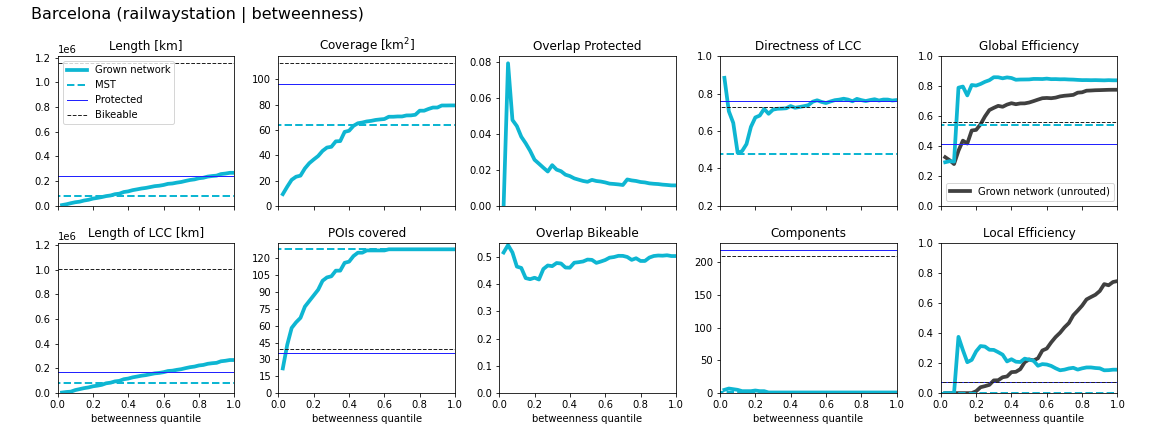 Barcelona (railwaystation | betweenness)
Length [km]
1e6
1.2
1.0
0.8
0.6
0.4
0.2
0.0
Grown network
MST
Protected
Bikeable
Coverage [km²]
100
80
60
40
20
0
Overlap Protected
0.08
0.06
0.04
0.02
0.00
Directness of LCC
1.0
0.8
0.6
0.4
0.2
Global Efficiency
1.0
0.8
0.6
0.4
0.2
0.0
Grown network (unrouted)
Length of LCC [km]
1e6
1.2
1.0
0.8
0.6
0.4
0.2
0.0
0.0 0.2 0.4 0.6 0.8 1.0
betweenness quantile
POIs covered
120
105
90
75
60
45
30
15
0
0.0 0.2 0.4 0.6 0.8 1.0
betweenness quantile
Overlap Bikeable
0.5
0.4
0.3
0.2
0.1
0.0
0.0 0.2 0.4 0.6 0.8 1.0
betweenness quantile
Components
200
150
100
50
0
0.0 0.2 0.4 0.6 0.8 1.0
betweenness quantile
Local Efficiency
1.0
0.8
0.6
0.4
0.2
0.0
0.0 0.2 0.4 0.6 0.8 1.0
betweenness quantile